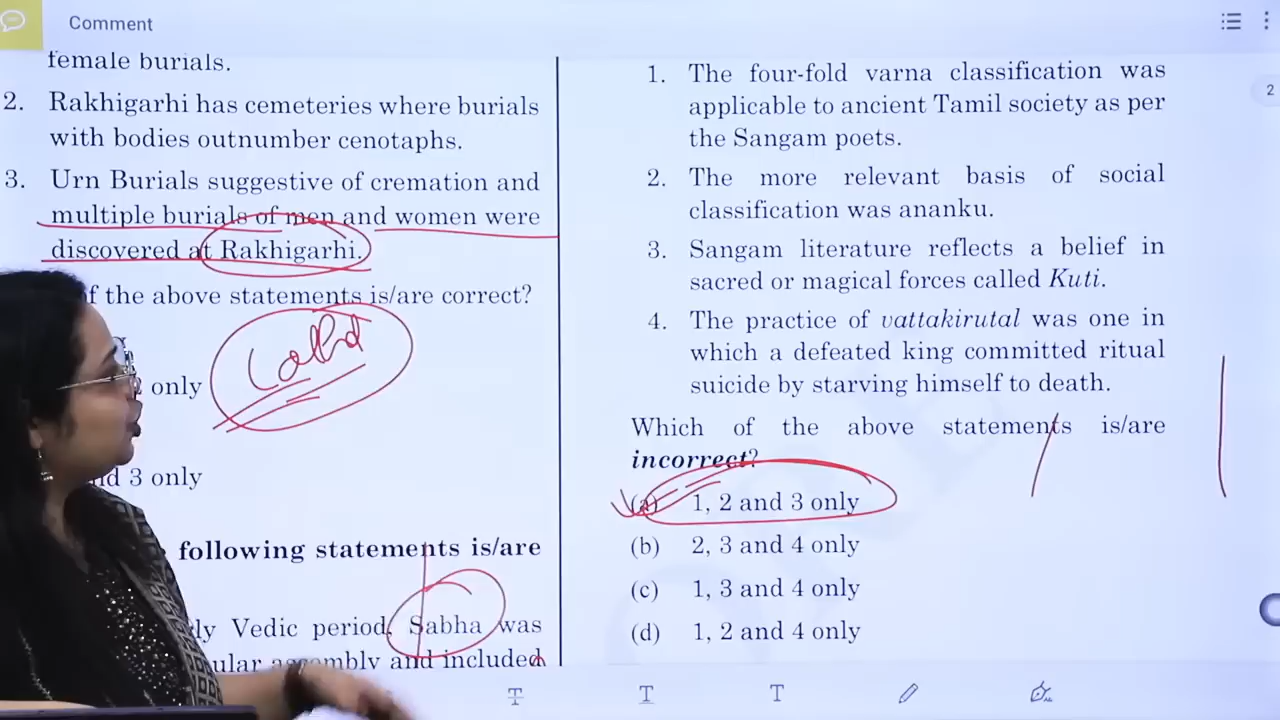 Comment
female burials.
2. Rakhigarhi has cemeteries where burials
with bodies outnumber cenotaphs.
3. Urn Burials suggestive of cremation and
multiple burials of men and women were
discovered at Rakhigarhi.
of the above statements is/are correct?
only
and 3 only
following statements is/are
Vedic period, Sabha was
assembly and included
1. The four-fold varna classification was
applicable to ancient Tamil society as per
the Sangam poets.
2. The more relevant basis of social
classification was ananku.
3. Sangam literature reflects a belief in
sacred or magical forces called Kuti.
4. The practice of vattakirutal was one in
which a defeated king committed ritual
suicide by starving himself to death.
Which of the above statements is/are
incorrect?
(a) 1, 2 and 3 only
(b) 2, 3 and 4 only
(c) 1, 3 and 4 only
(d) 1, 2 and 4 only
2
T T T